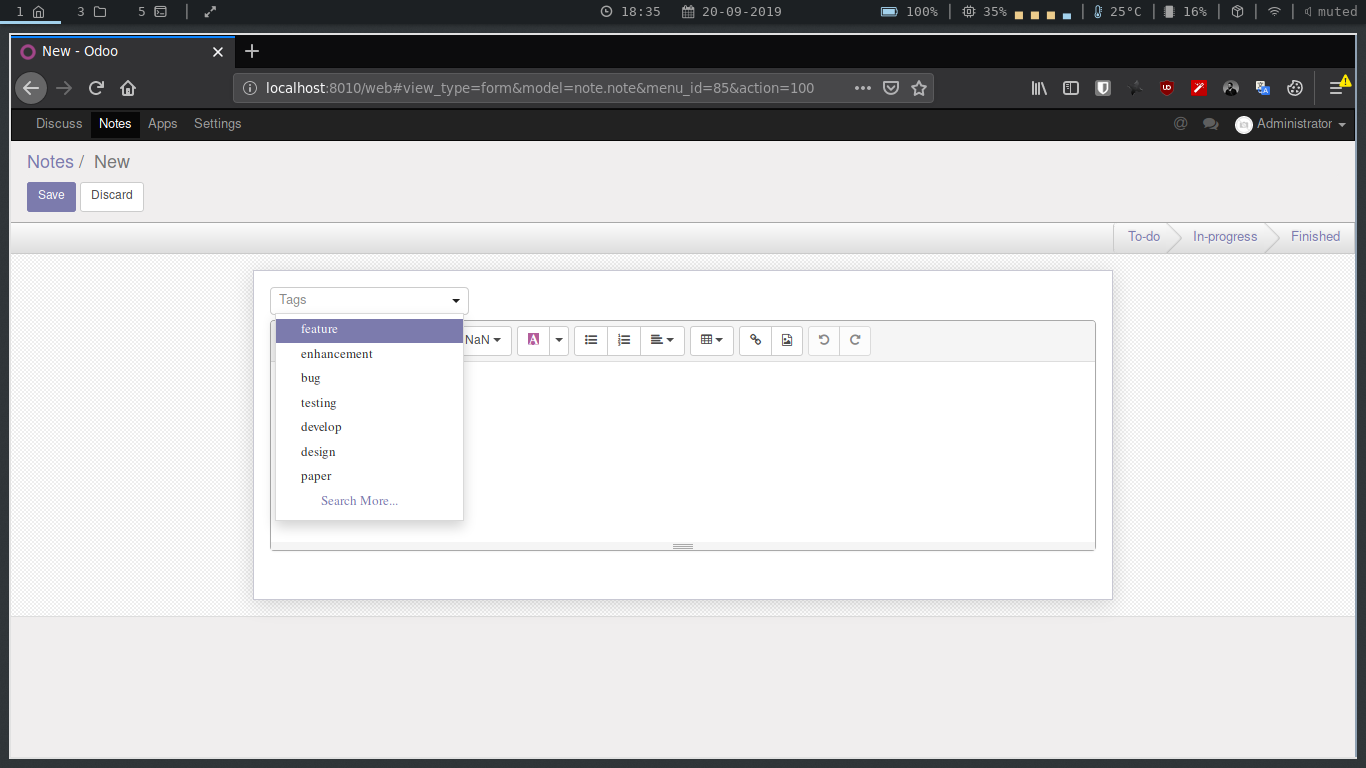 1 3 5 18:35 20-09-2019 100% 35% 25°C 16% muted
New - Odoo
localhost:8010/web#view_type=form&model=note.note&menu_id=85&action=100
Discuss Notes Apps Settings @ Administrator
Notes / New
Save Discard
To-do In-progress Finished
Tags
NaN A
feature
enhancement
bug
testing
develop
design
paper
Search More...